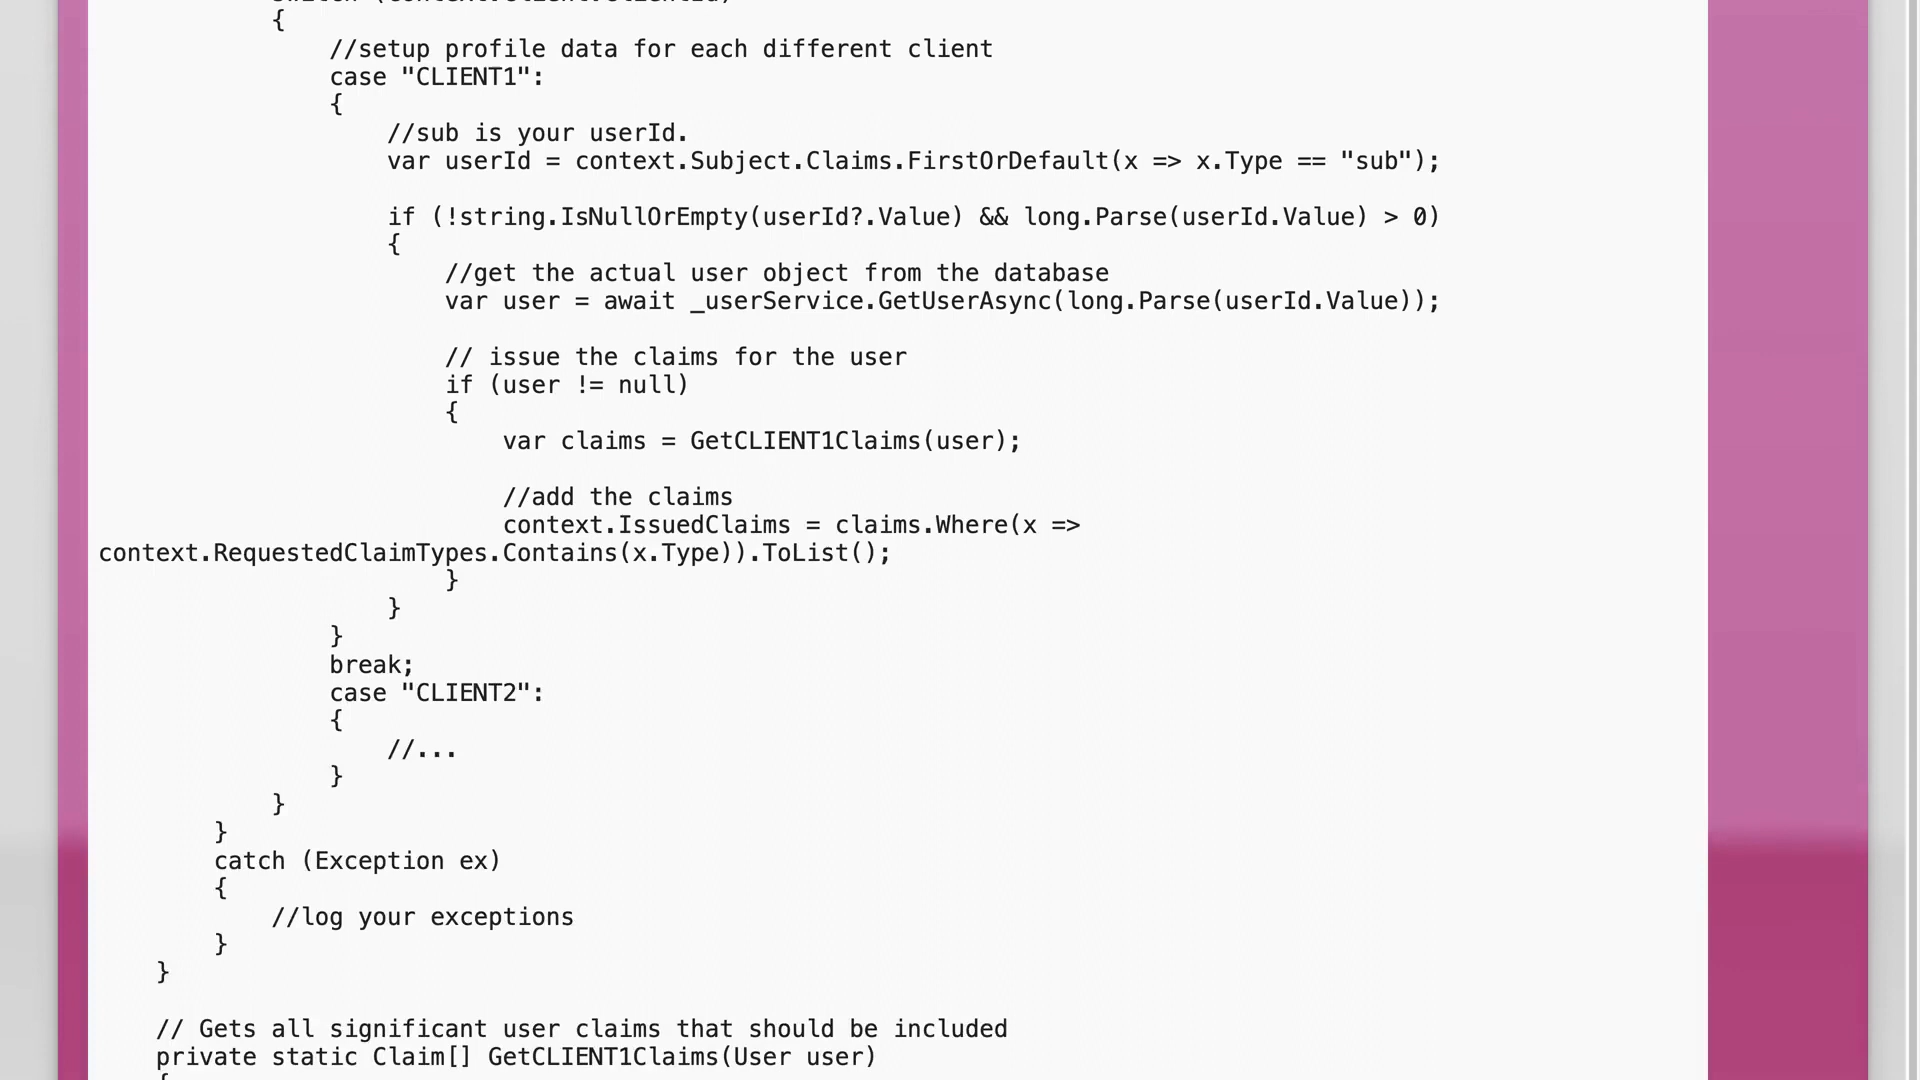 {
//setup profile data for each different client
case "CLIENT1":
{
//sub is your userId.
var userId = context.Subject.Claims.FirstOrDefault(x => x.Type == "sub");
if (!string.IsNullOrEmpty(userId?.Value) && long.Parse(userId.Value) > 0)
{
//get the actual user object from the database
var user = await _userService.GetUserAsync(long.Parse(userId.Value));
// issue the claims for the user
if (user != null)
{
var claims = GetCLIENT1Claims(user);
//add the claims
context.IssuedClaims = claims.Where(x =>
context.RequestedClaimTypes.Contains(x.Type)).ToList();
}
}
}
break;
case "CLIENT2":
{
//...
}
}
}
catch (Exception ex)
{
//log your exceptions
}
}
// Gets all significant user claims that should be included
private static Claim[] GetCLIENT1Claims(User user)